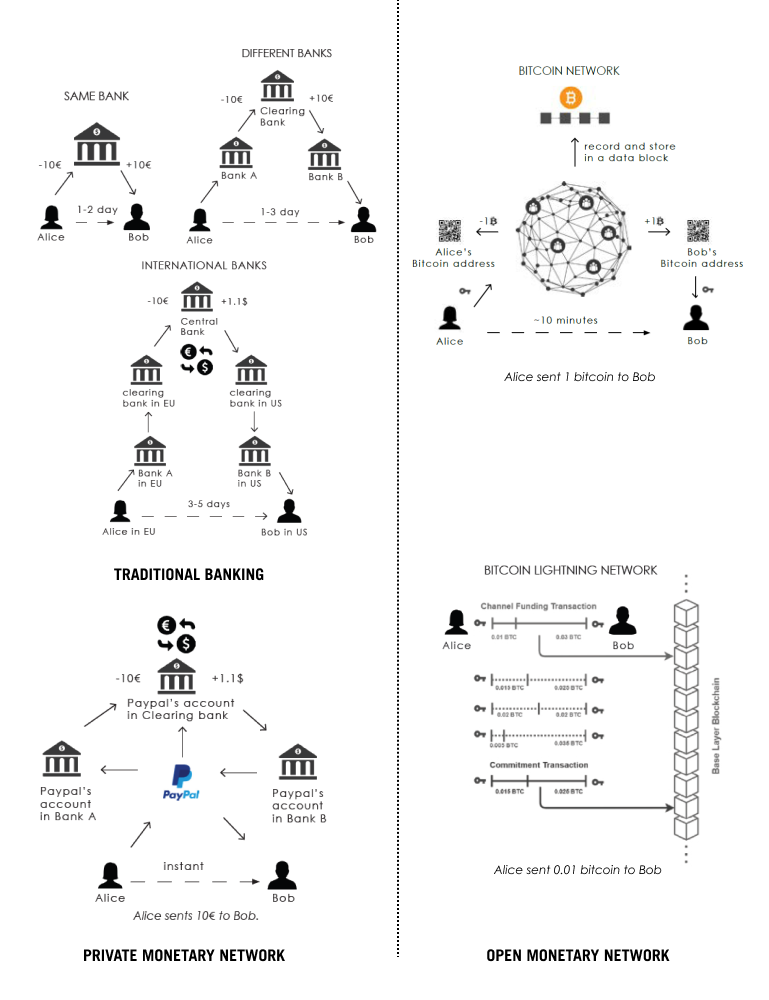 DIFFERENT BANKS
SAME BANK
-10€
+10€
Clearing
Bank
-10€
+10€
Bank A
Bank B
1-2 day
1-3 day
Alice
Bob
Alice
Bob
INTERNATIONAL BANKS
-10€
+1.1$
Central
Bank
€
$
clearing
bank in EU
clearing
bank in US
Bank A
in EU
Bank B
in US
3-5 days
Alice in EU
Bob in US
TRADITIONAL BANKING
€
$
-10€
+1.1$
Paypal's account
in Clearing bank
Paypal's
account
in Bank A
PayPal
Paypal's
account
in Bank B
instant
Alice
Bob
Alice sents 10€ to Bob.
PRIVATE MONETARY NETWORK
BITCOIN NETWORK
₿
record and store
in a data block
-1₿
+1₿
Alice's
Bitcoin address
Bob's
Bitcoin address
~10 minutes
Alice
Bob
Alice sent 1 bitcoin to Bob
BITCOIN LIGHTNING NETWORK
Channel Funding Transaction
Alice
0.01 BTC
0.03 BTC
Bob
0.020 BTC
0.02 BTC
0.02 BTC
0.005 BTC
0.035 BTC
Commitment Transaction
0.015 BTC
0.025 BTC
Base Layer Blockchain
Alice sent 0.01 bitcoin to Bob
OPEN MONETARY NETWORK